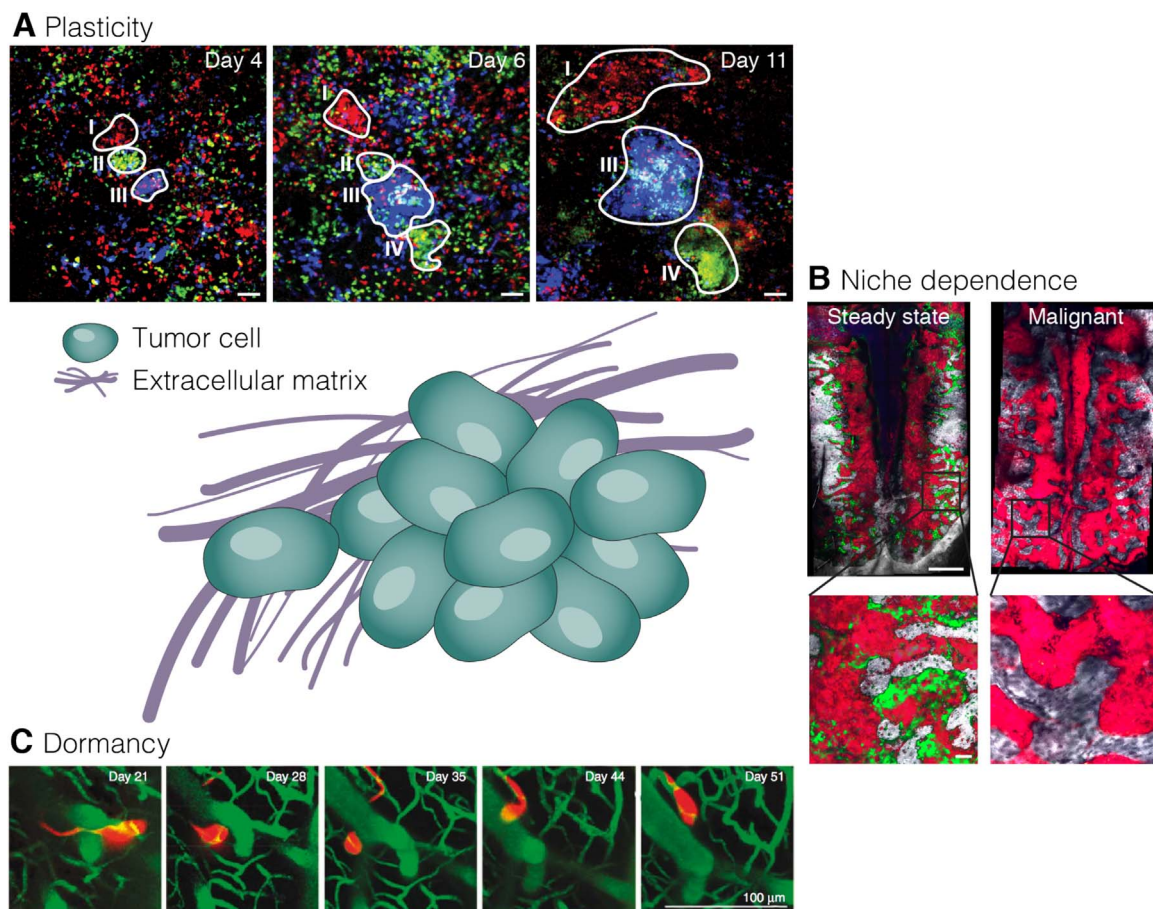 A Plasticity
Day 4
I
II
III
Day 6
I
II
III
IV
Day 11
I
III
IV
Tumor cell
Extracellular matrix
B Niche dependence
Steady state
Malignant
C Dormancy
Day 21
Day 28
Day 35
Day 44
Day 51
100 µm